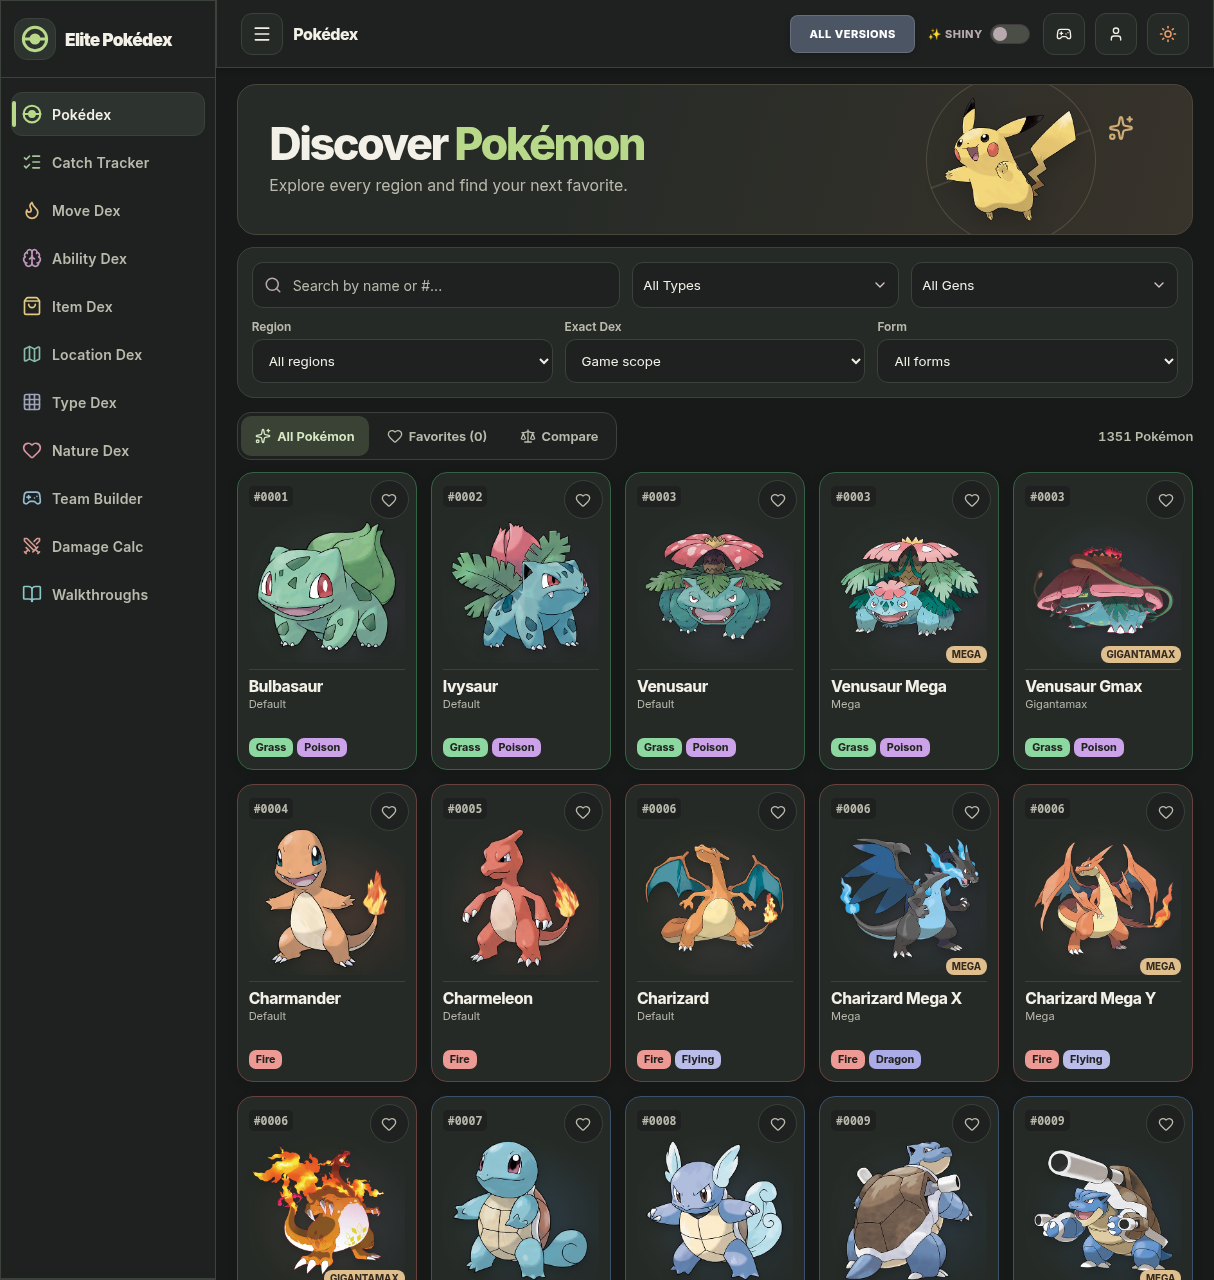 Elite Pokédex
Pokédex
ALL VERSIONS
✨ SHINY
Pokédex
Catch Tracker
Move Dex
Ability Dex
Item Dex
Location Dex
Type Dex
Nature Dex
Team Builder
Damage Calc
Walkthroughs
Discover Pokémon
Explore every region and find your next favorite.
Search by name or #...
All Types
All Gens
Region
Exact Dex
Form
All regions
Game scope
All forms
All Pokémon
Favorites (0)
Compare
1351 Pokémon
#0001
Bulbasaur
Default
Grass Poison
#0002
Ivysaur
Default
Grass Poison
#0003
Venusaur
Default
Grass Poison
#0003
MEGA
Venusaur Mega
Mega
Grass Poison
#0003
GIGANTAMAX
Venusaur Gmax
Gigantamax
Grass Poison
#0004
Charmander
Default
Fire
#0005
Charmeleon
Default
Fire
#0006
Charizard
Default
Fire Flying
#0006
MEGA
Charizard Mega X
Mega
Fire Dragon
#0006
MEGA
Charizard Mega Y
Mega
Fire Flying
#0006
GIGANTAMAX
#0007
#0008
#0009
#0009
MEGA